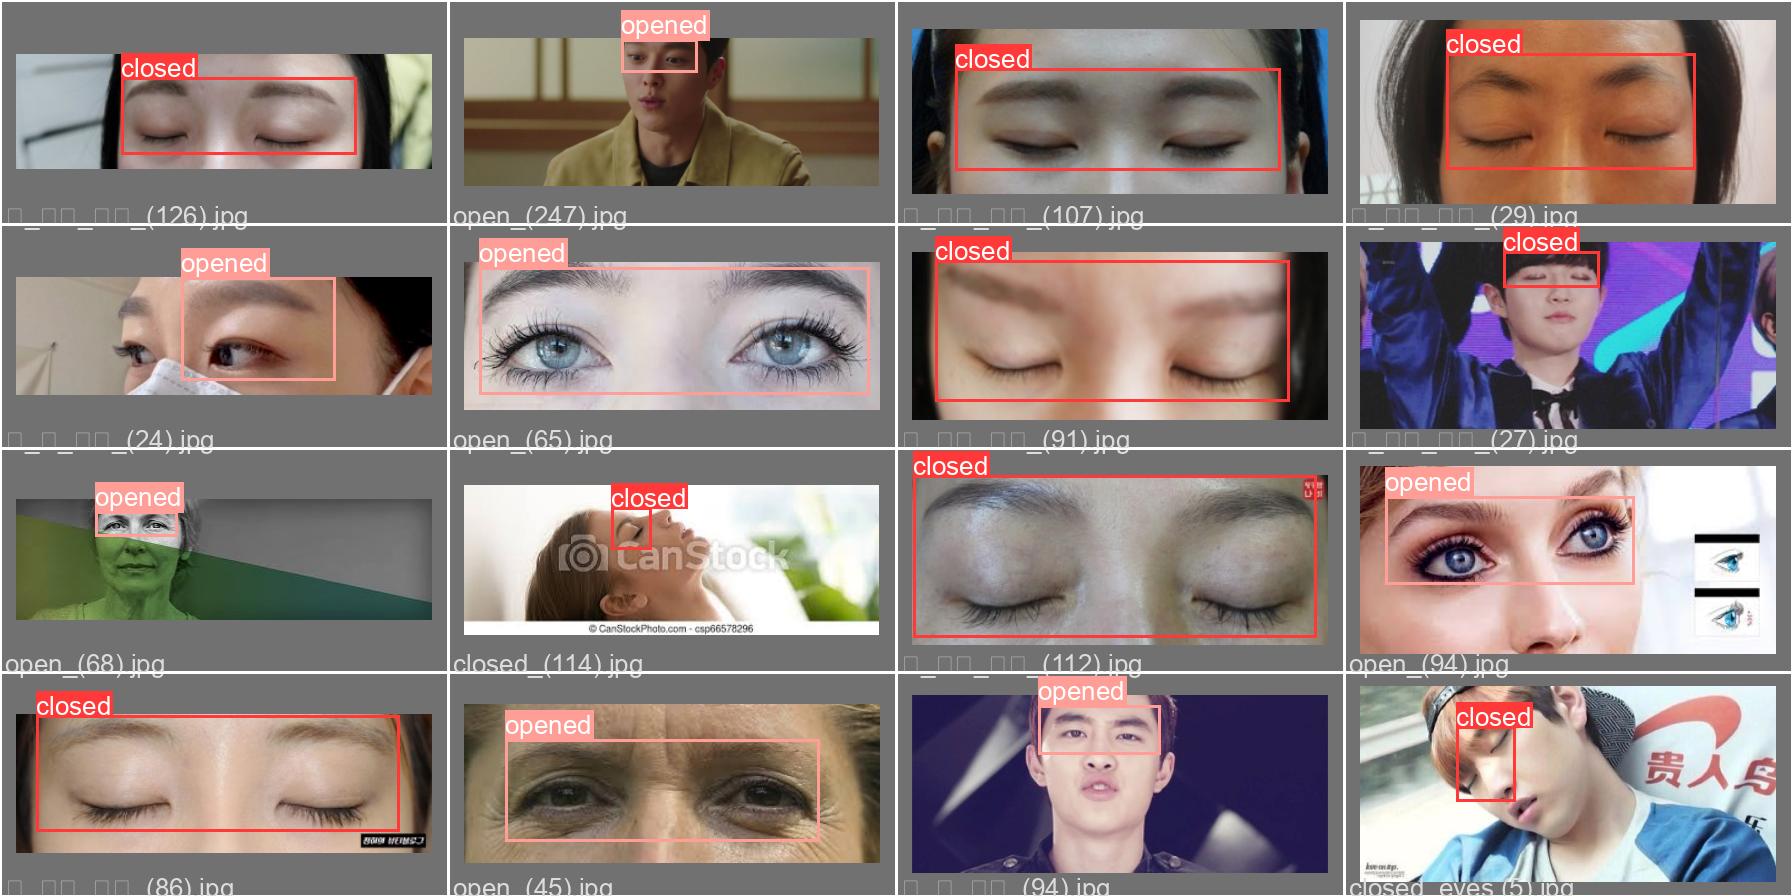 closed
opened
closed
closed
_(126).jpg
open_(247).jpg
_(107).jpg
_(29).jpg
opened
opened
closed
closed
_(24).jpg
open_(65).jpg
_(91).jpg
_(27).jpg
opened
closed
closed
opened
CanStock
© CanStockPhoto.com - csp66578296
open_(68).jpg
closed_(114).jpg
_(112).jpg
open_(94).jpg
closed
opened
opened
closed
贵人鸟
_(86).jpg
open_(45).jpg
_(94).jpg
closed_eyes (5).jpg